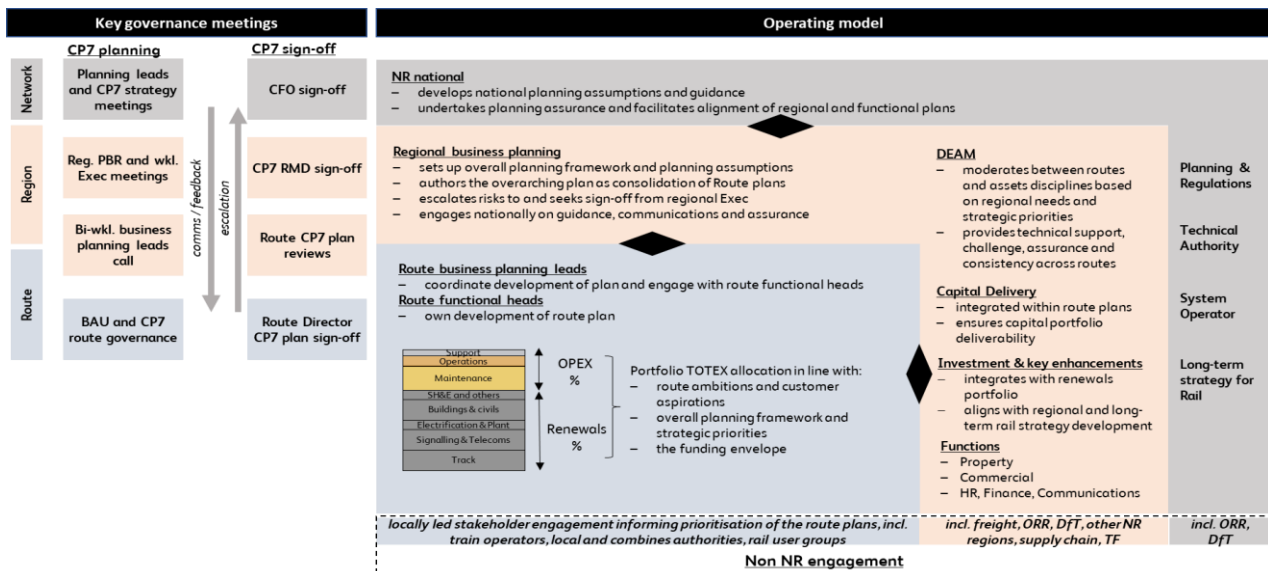 Key governance meetings
CP7 planning
CP7 sign-off
Network
Planning leads
and CP7 strategy
meetings
CFO sign-off
Region
Reg. PBR and wkl.
Exec meetings
CP7 RMD sign-off
Bi-wkl. business
planning leads
call
Route CP7 plan
reviews
Route
BAU and CP7
route governance
Route Director
CP7 plan sign-off
comms / feedback
escalation
Operating model
NR national
– develops national planning assumptions and guidance
– undertakes planning assurance and facilitates alignment of regional and functional plans
Regional business planning
– sets up overall planning framework and planning assumptions
– authors the overarching plan as consolidation of Route plans
– escalates risks to and seeks sign-off from regional Exec
– engages nationally on guidance, communications and assurance
Route business planning leads
– coordinate development of plan and engage with route functional heads
Route functional heads
– own development of route plan
Support
Operations
Maintenance
SH&E and others
Buildings & civils
Electrification & Plant
Signalling & Telecoms
Track
OPEX
%
Renewals
%
Portfolio TOTEX allocation in line with:
– route ambitions and customer
aspirations
– overall planning framework and
strategic priorities
– the funding envelope
DEAM
– moderates between routes
and assets disciplines based
on regional needs and
strategic priorities
– provides technical support,
challenge, assurance and
consistency across routes
Capital Delivery
– integrated within route plans
– ensures capital portfolio
deliverability
Investment & key enhancements
– integrates with renewals
portfolio
– aligns with regional and long-
term rail strategy development
Functions
– Property
– Commercial
– HR, Finance, Communications
Planning &
Regulations
Technical
Authority
System
Operator
Long-term
strategy for
Rail
locally led stakeholder engagement informing prioritisation of the route plans, incl.
train operators, local and combines authorities, rail user groups
incl. freight, ORR, DfT, other NR
regions, supply chain, TF
incl. ORR,
DfT
Non NR engagement